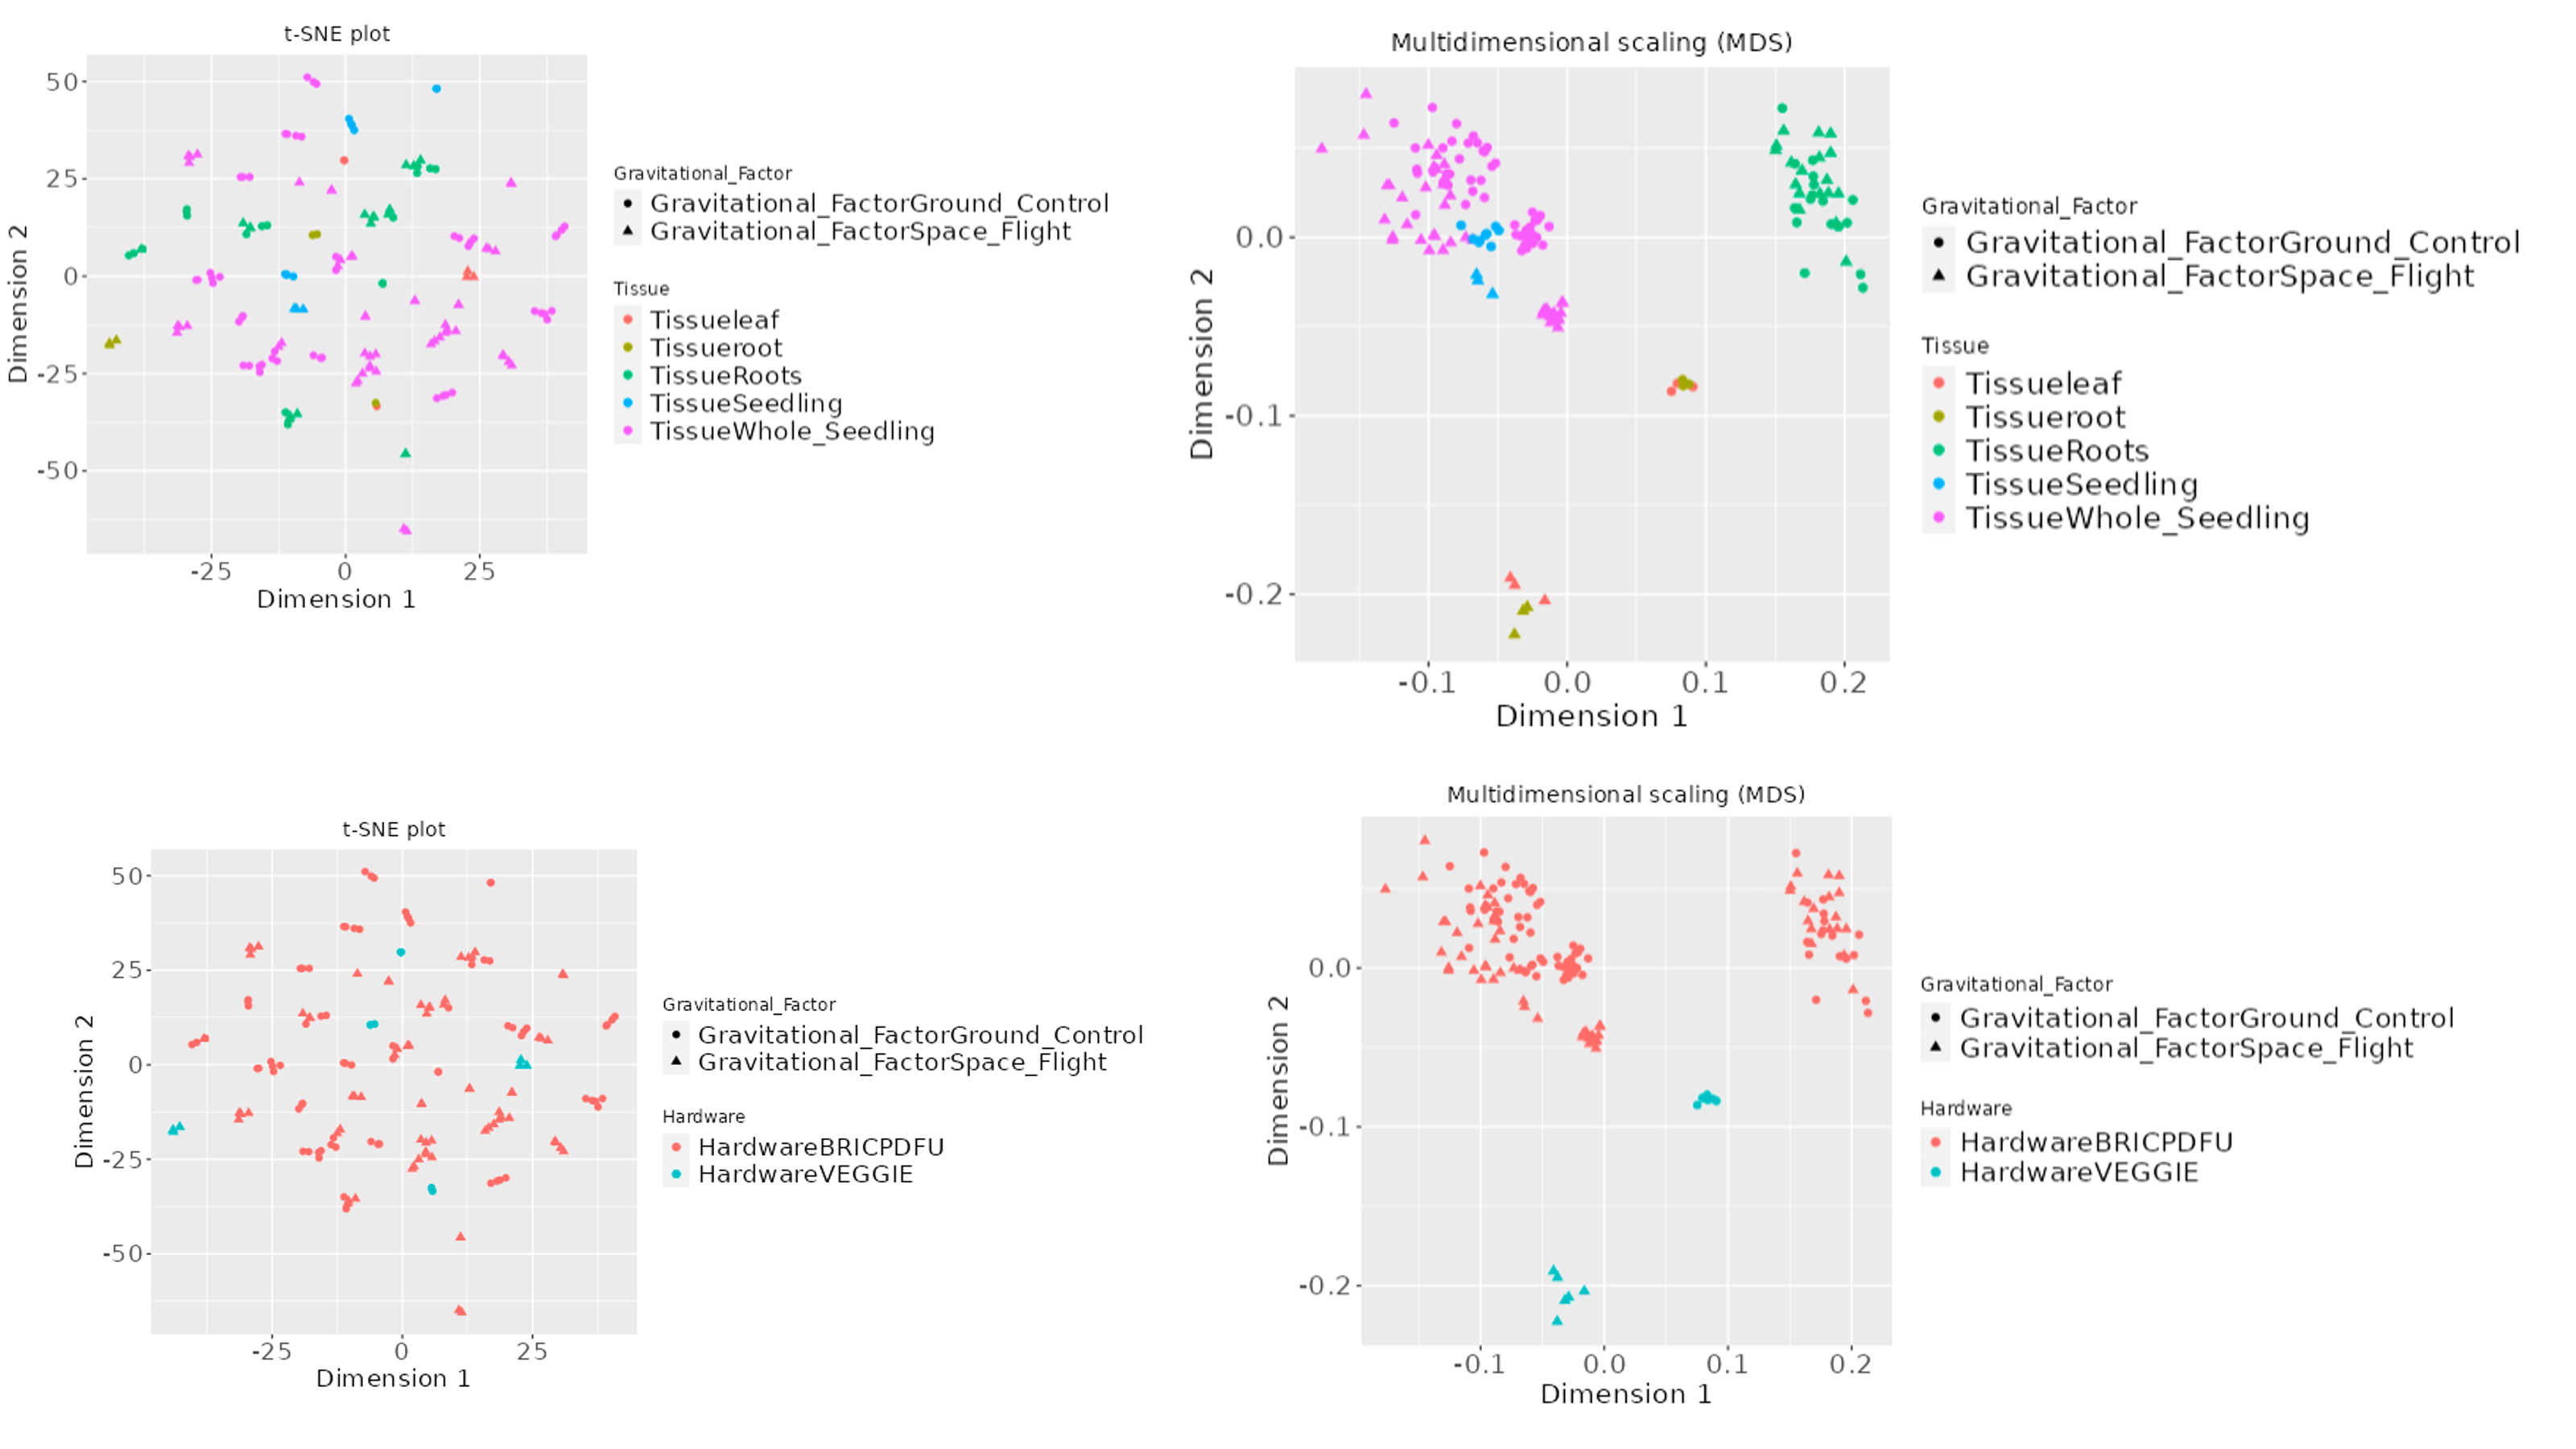 t-SNE plot
50
25
0
-25
-50
Dimension 2
-25 0 25
Dimension 1
Gravitational_Factor
Gravitational_FactorGround_Control
Gravitational_FactorSpace_Flight
Tissue
Tissueleaf
Tissueroot
TissueRoots
TissueSeedling
TissueWhole_Seedling
Multidimensional scaling (MDS)
0.0
-0.1
-0.2
Dimension 2
-0.1 0.0 0.1 0.2
Dimension 1
Gravitational_Factor
Gravitational_FactorGround_Control
Gravitational_FactorSpace_Flight
Tissue
Tissueleaf
Tissueroot
TissueRoots
TissueSeedling
TissueWhole_Seedling
t-SNE plot
50
25
0
-25
-50
Dimension 2
-25 0 25
Dimension 1
Gravitational_Factor
Gravitational_FactorGround_Control
Gravitational_FactorSpace_Flight
Hardware
HardwareBRICPDFU
HardwareVEGGIE
Multidimensional scaling (MDS)
0.0
-0.1
-0.2
Dimension 2
-0.1 0.0 0.1 0.2
Dimension 1
Gravitational_Factor
Gravitational_FactorGround_Control
Gravitational_FactorSpace_Flight
Hardware
HardwareBRICPDFU
HardwareVEGGIE